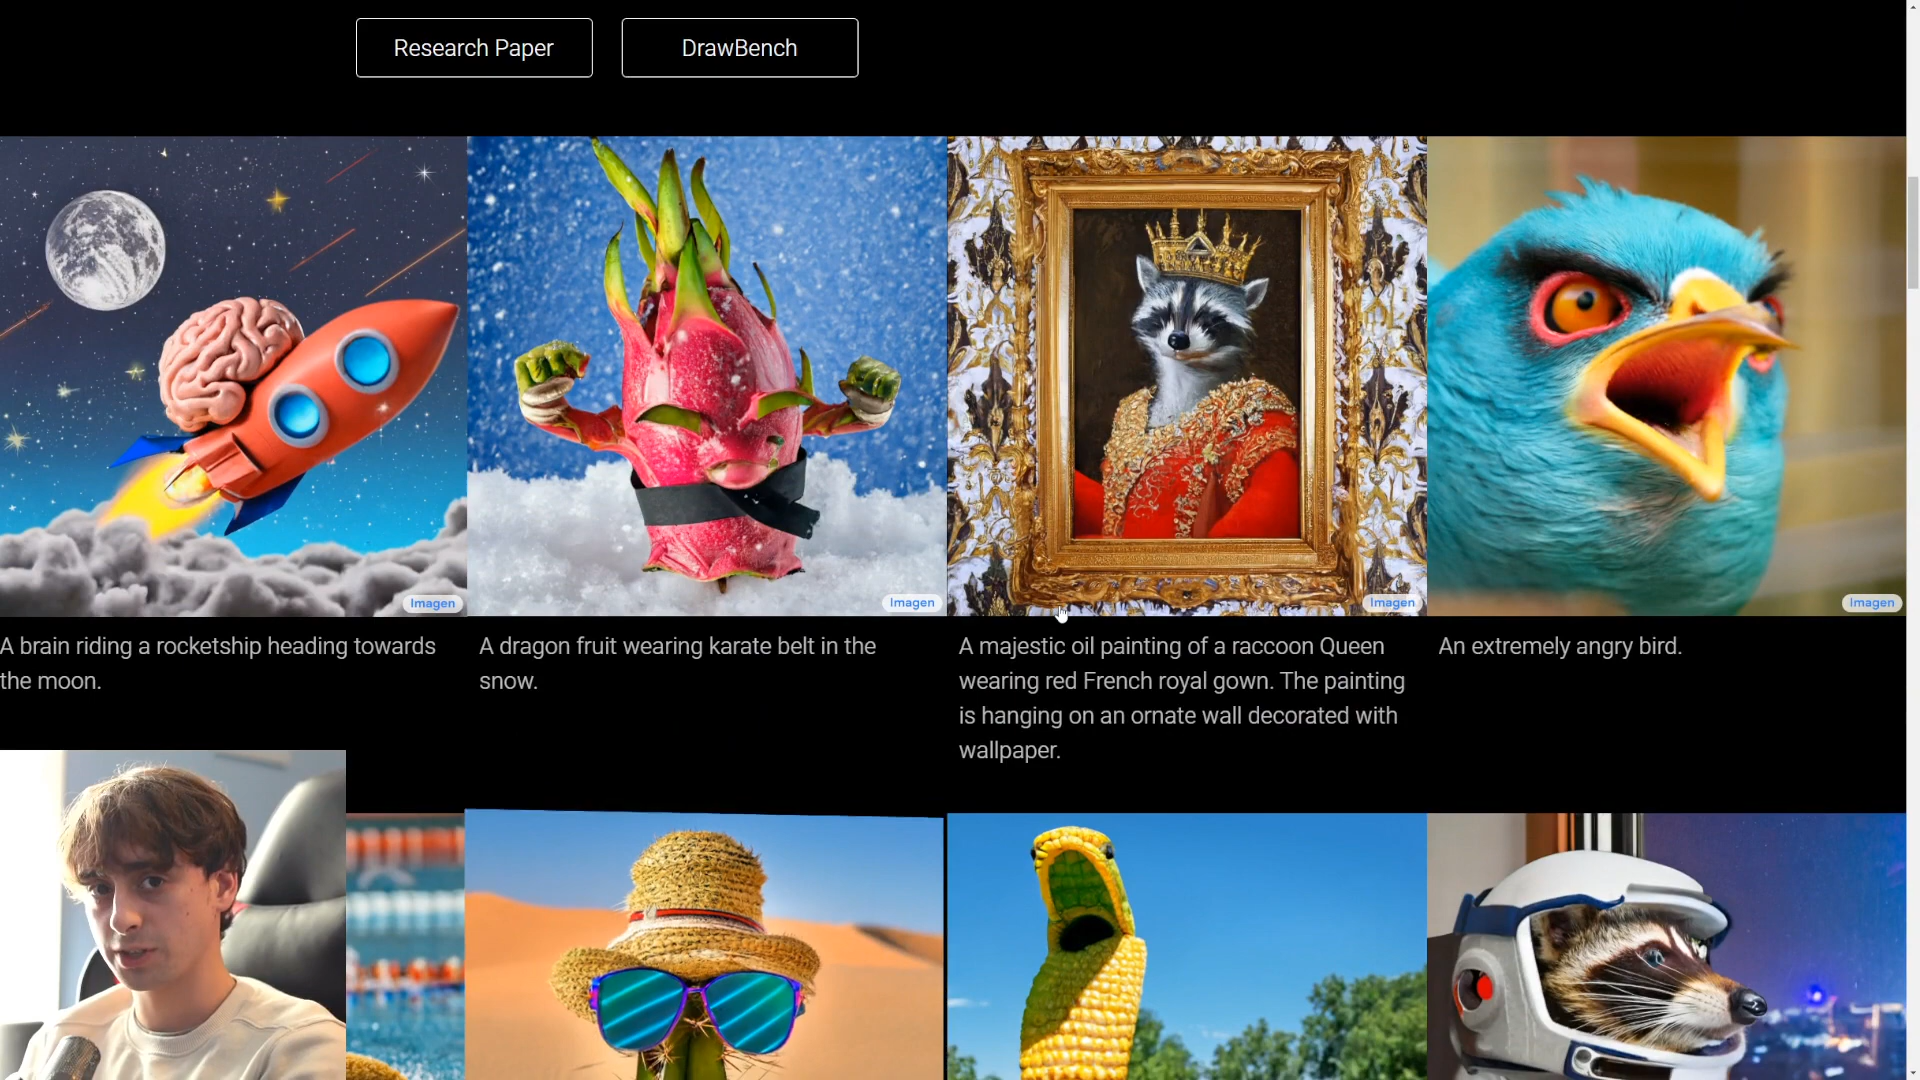 Research Paper
DrawBench
Imagen
Imagen
Imagen
Imagen
A brain riding a rocketship heading towards
the moon.
A dragon fruit wearing karate belt in the
snow.
A majestic oil painting of a raccoon Queen
wearing red French royal gown. The painting
is hanging on an ornate wall decorated with
wallpaper.
An extremely angry bird.